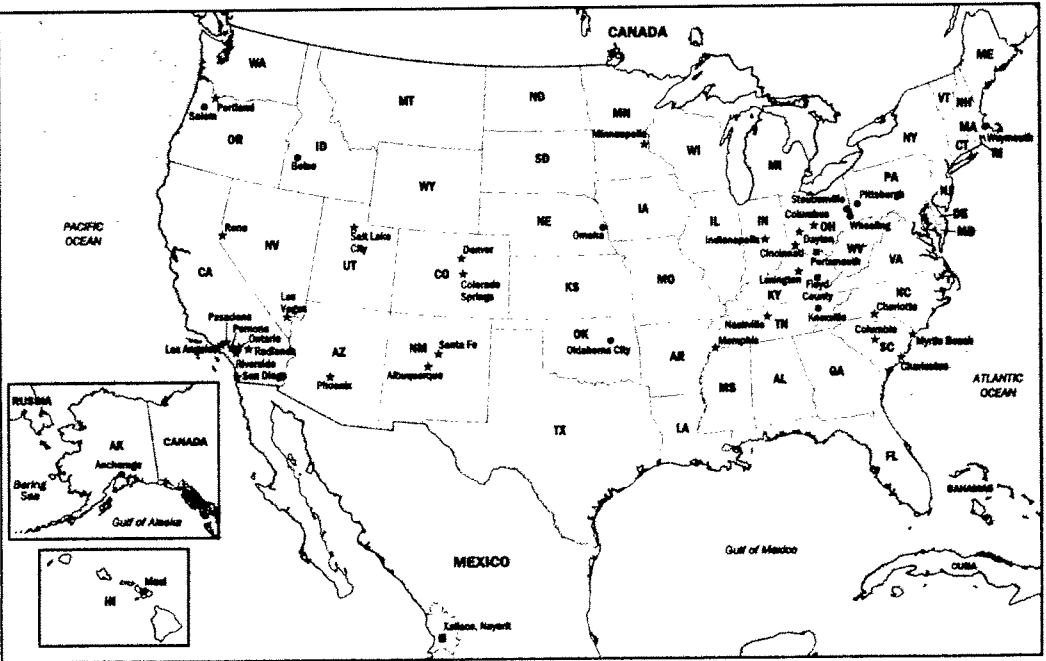 CANADA
ME
WA
MT
ND
MN
VT
NH
Portland
Salem
Minneapolis
MA
Weymouth
NY
CT
RI
OR
ID
Boise
SD
WI
MI
WY
PA
Pittsburgh
NJ
Steubenville
Columbus
OH
Wheeling
DE
MD
IA
IL
IN
NE
Omaha
Reno
Salt Lake
City
Denver
Indianapolis
Dayton
Cincinnati
Portsmouth
WV
VA
PACIFIC
OCEAN
NV
UT
CA
CO
Colorado
Springs
KS
MO
Lexington
Floyd
County
KY
NC
Las
Vegas
Charlotte
Knoxville
Nashville
TN
Columbia
Pasadena
Pomona
Ontario
Los Angeles
Redlands
Riverside
San Diego
AZ
NM
Santa Fe
Albuquerque
Phoenix
OK
Oklahoma City
AR
Memphis
SC
Myrtle Beach
Charleston
MS
AL
GA
ATLANTIC
OCEAN
TX
LA
FL
RUSSIA
AK
CANADA
Anchorage
Bering
Sea
Gulf of Alaska
BAHAMAS
Gulf of Mexico
CUBA
MEXICO
Maui
HI
Xalisco, Nayarit